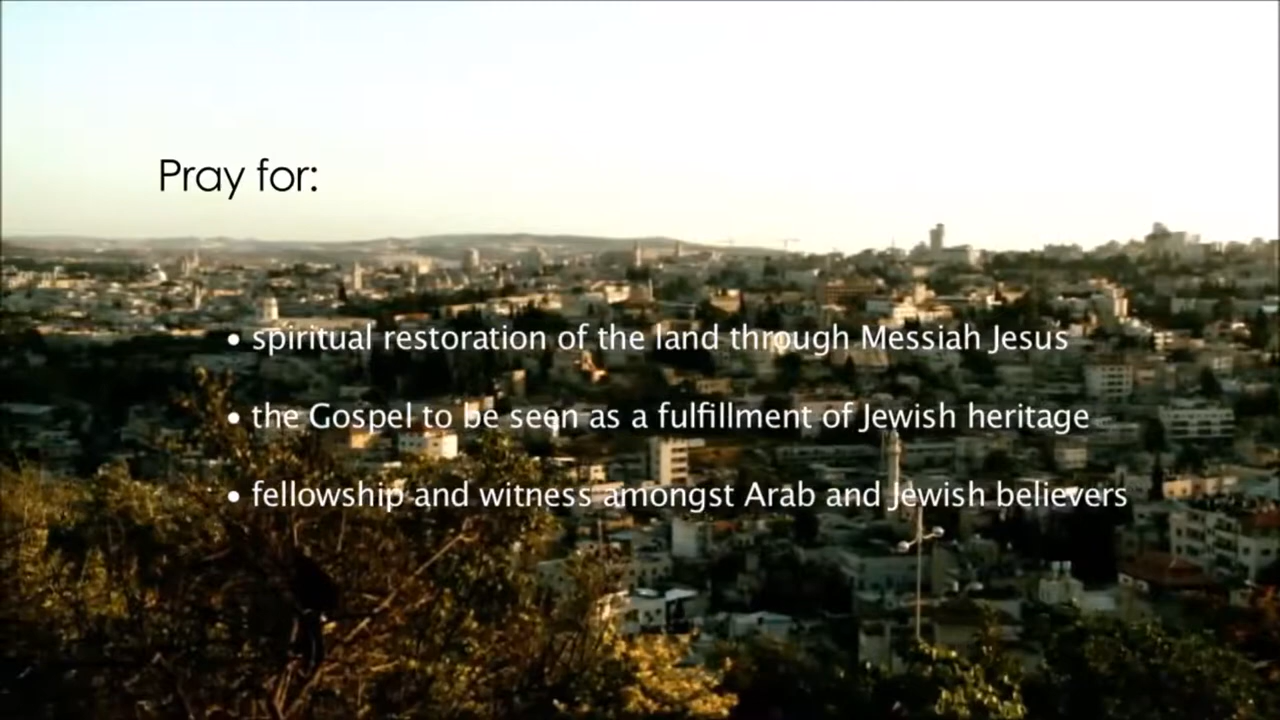 Pray for:
• spiritual restoration of the land through Messiah Jesus
• the Gospel to be seen as a fulfillment of Jewish heritage
• fellowship and witness amongst Arab and Jewish believers